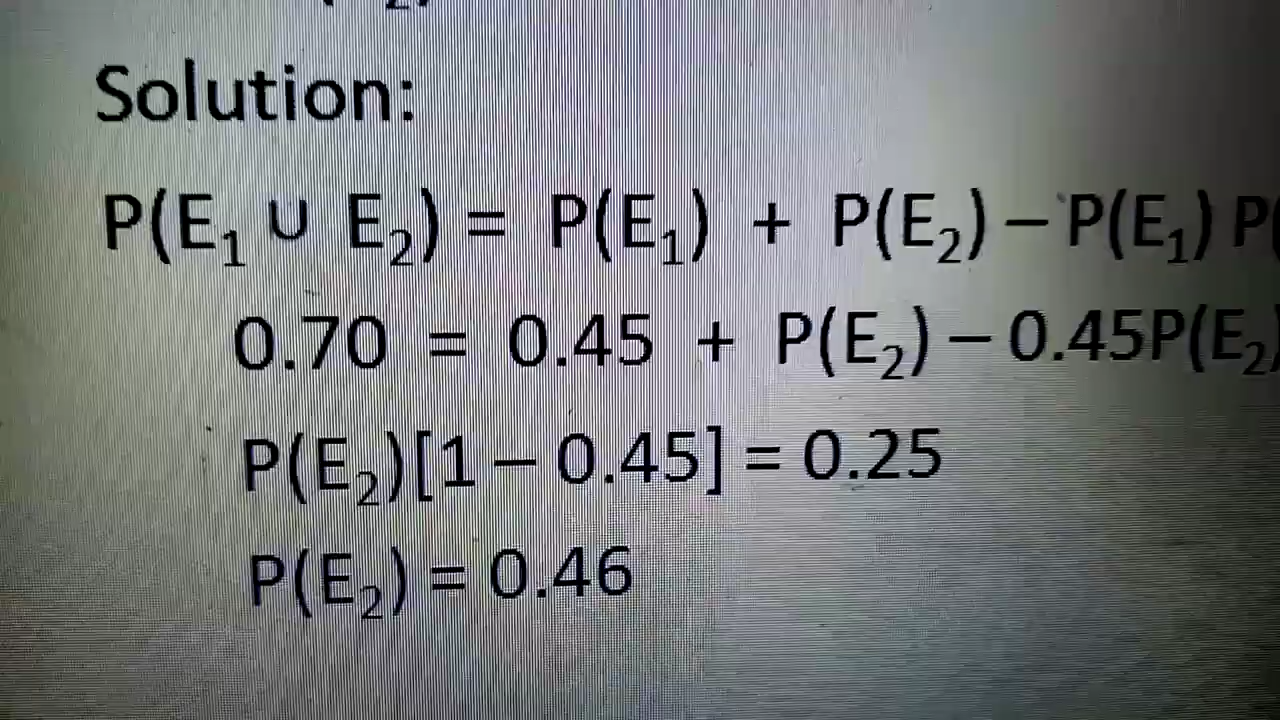 Solution:
P(E₁ ∪ E₂) = P(E₁) + P(E₂) – P(E₁) P(
0.70 = 0.45 + P(E₂) – 0.45P(E₂)
P(E₂)[1 – 0.45] = 0.25
P(E₂) = 0.46